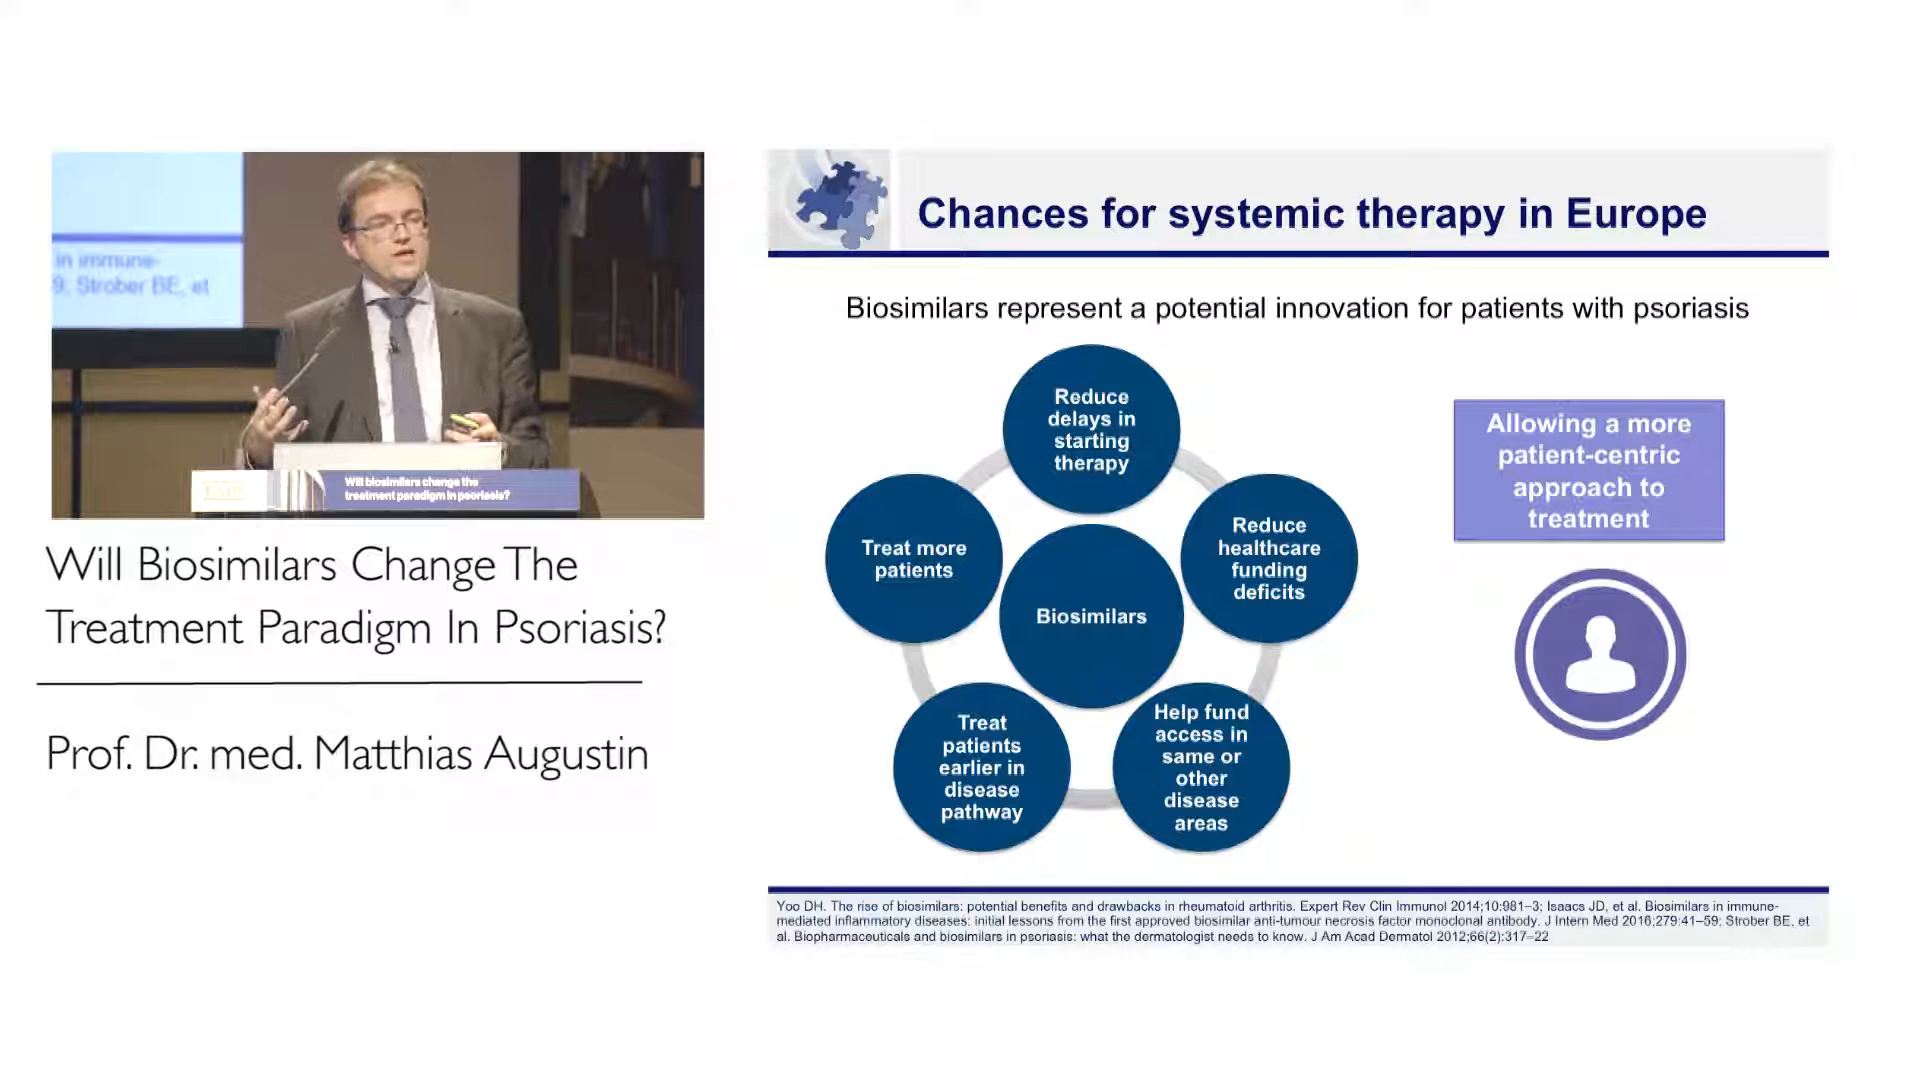 in immune-
9; Strober BE, et
Will biosimilars change the
treatment paradigm in psoriasis?
Will Biosimilars Change The
Treatment Paradigm In Psoriasis?
Prof. Dr. med. Matthias Augustin
Chances for systemic therapy in Europe
Biosimilars represent a potential innovation for patients with psoriasis
Reduce
delays in
starting
therapy
Reduce
healthcare
funding
deficits
Help fund
access in
same or
other
disease
areas
Treat
patients
earlier in
disease
pathway
Treat more
patients
Biosimilars
Allowing a more
patient-centric
approach to
treatment
Yoo DH. The rise of biosimilars: potential benefits and drawbacks in rheumatoid arthritis. Expert Rev Clin Immunol 2014;10:981–3; Isaacs JD, et al. Biosimilars in immune-
mediated inflammatory diseases: initial lessons from the first approved biosimilar anti-tumour necrosis factor monoclonal antibody. J Intern Med 2016;279:41–59; Strober BE, et
al. Biopharmaceuticals and biosimilars in psoriasis: what the dermatologist needs to know. J Am Acad Dermatol 2012;66(2):317–22